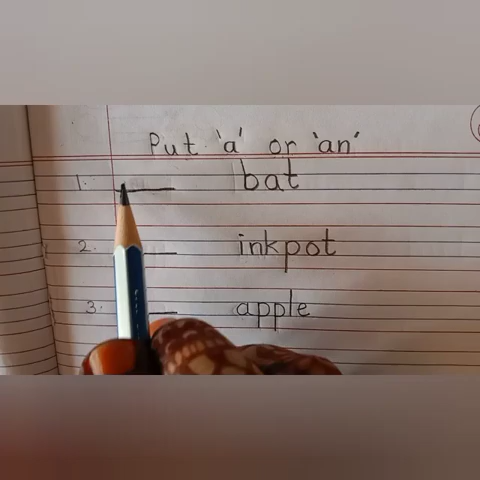 Put 'a' or 'an'
1. ___ bat
2. ___ inkpot
3. ___ apple